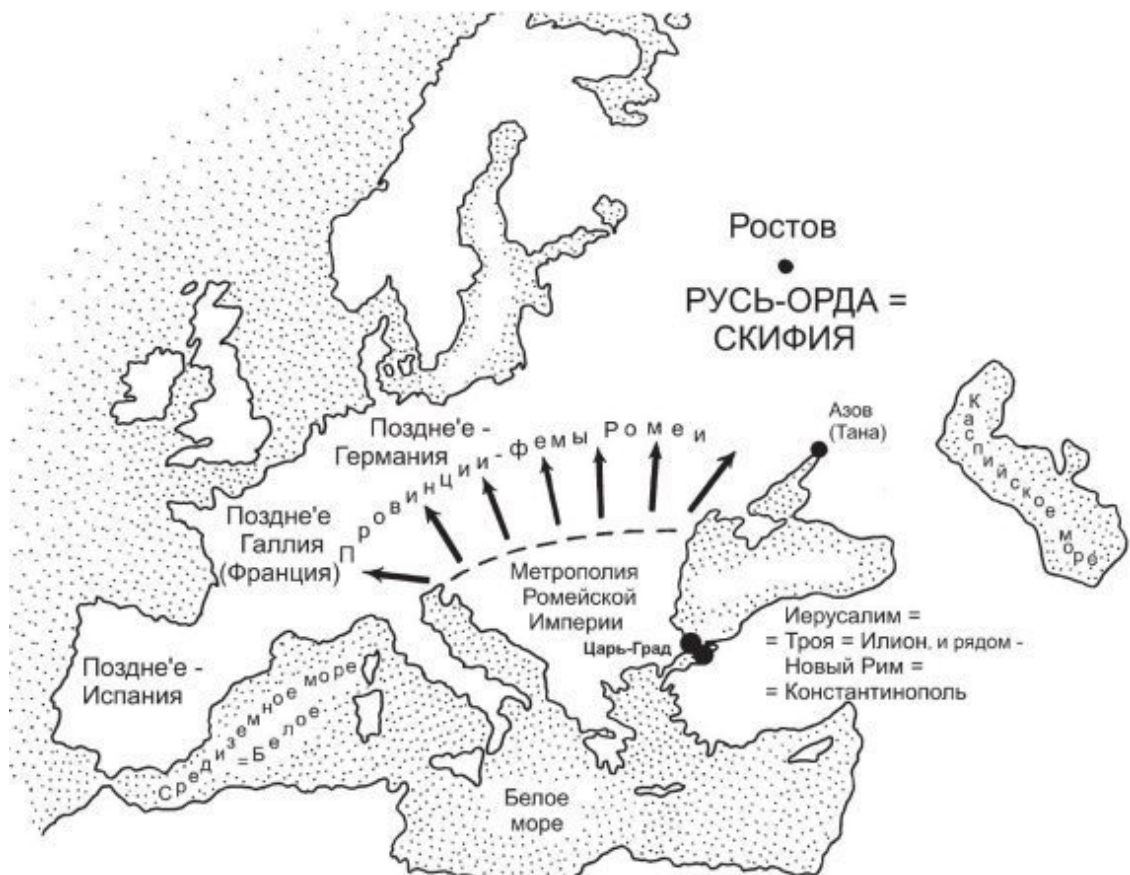 Ростов
РУСЬ-ОРДА =
СКИФИЯ
Каспийское море
Азов
(Тана)
Поздне'е -
Германия
Провинции-фемы Ромеи
Поздне'е
Галлия
(Франция)
Метрополия
Ромейской
Империи
Царь-Град
Иерусалим =
= Троя = Илион, и рядом -
Новый Рим =
= Константинополь
Поздне'е -
Испания
Средиземное море
=Белое
Белое
море